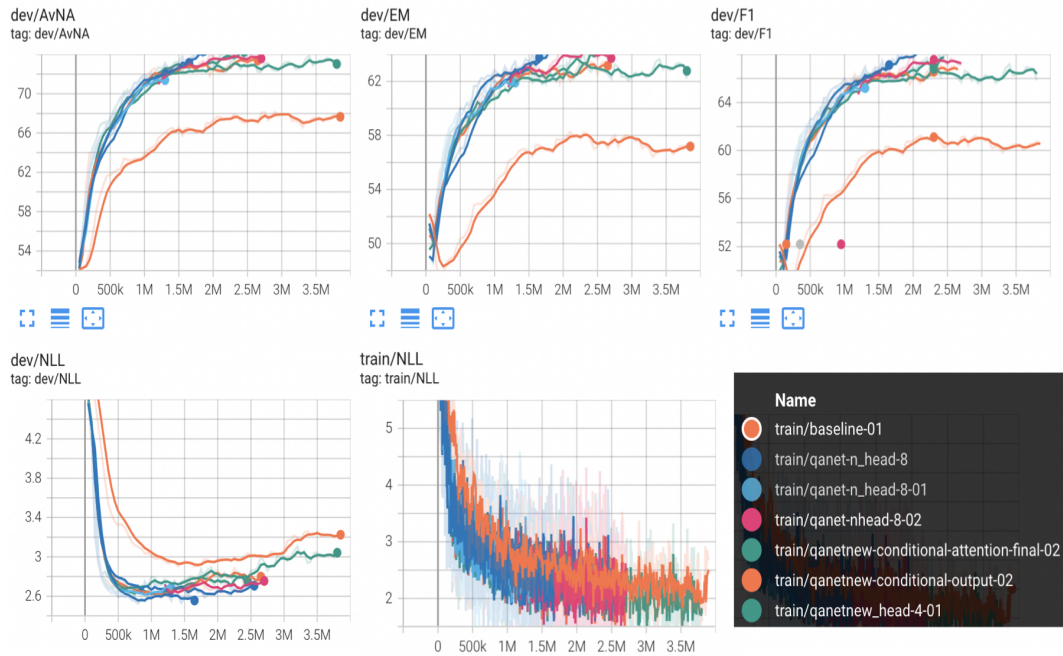 dev/AvNA
tag: dev/AvNA
70
66
62
58
54
0 500k 1M 1.5M 2M 2.5M 3M 3.5M
dev/EM
tag: dev/EM
62
58
54
50
0 500k 1M 1.5M 2M 2.5M 3M 3.5M
dev/F1
tag: dev/F1
64
60
56
52
0 500k 1M 1.5M 2M 2.5M 3M 3.5M
dev/NLL
tag: dev/NLL
4.2
3.8
3.4
3
2.6
0 500k 1M 1.5M 2M 2.5M 3M 3.5M
train/NLL
tag: train/NLL
5
4
3
2
0 500k 1M 1.5M 2M 2.5M 3M 3.5M
Name
train/baseline-01
train/qanet-n_head-8
train/qanet-n_head-8-01
train/qanet-nhead-8-02
train/qanetnew-conditional-attention-final-02
train/qanetnew-conditional-output-02
train/qanetnew_head-4-01